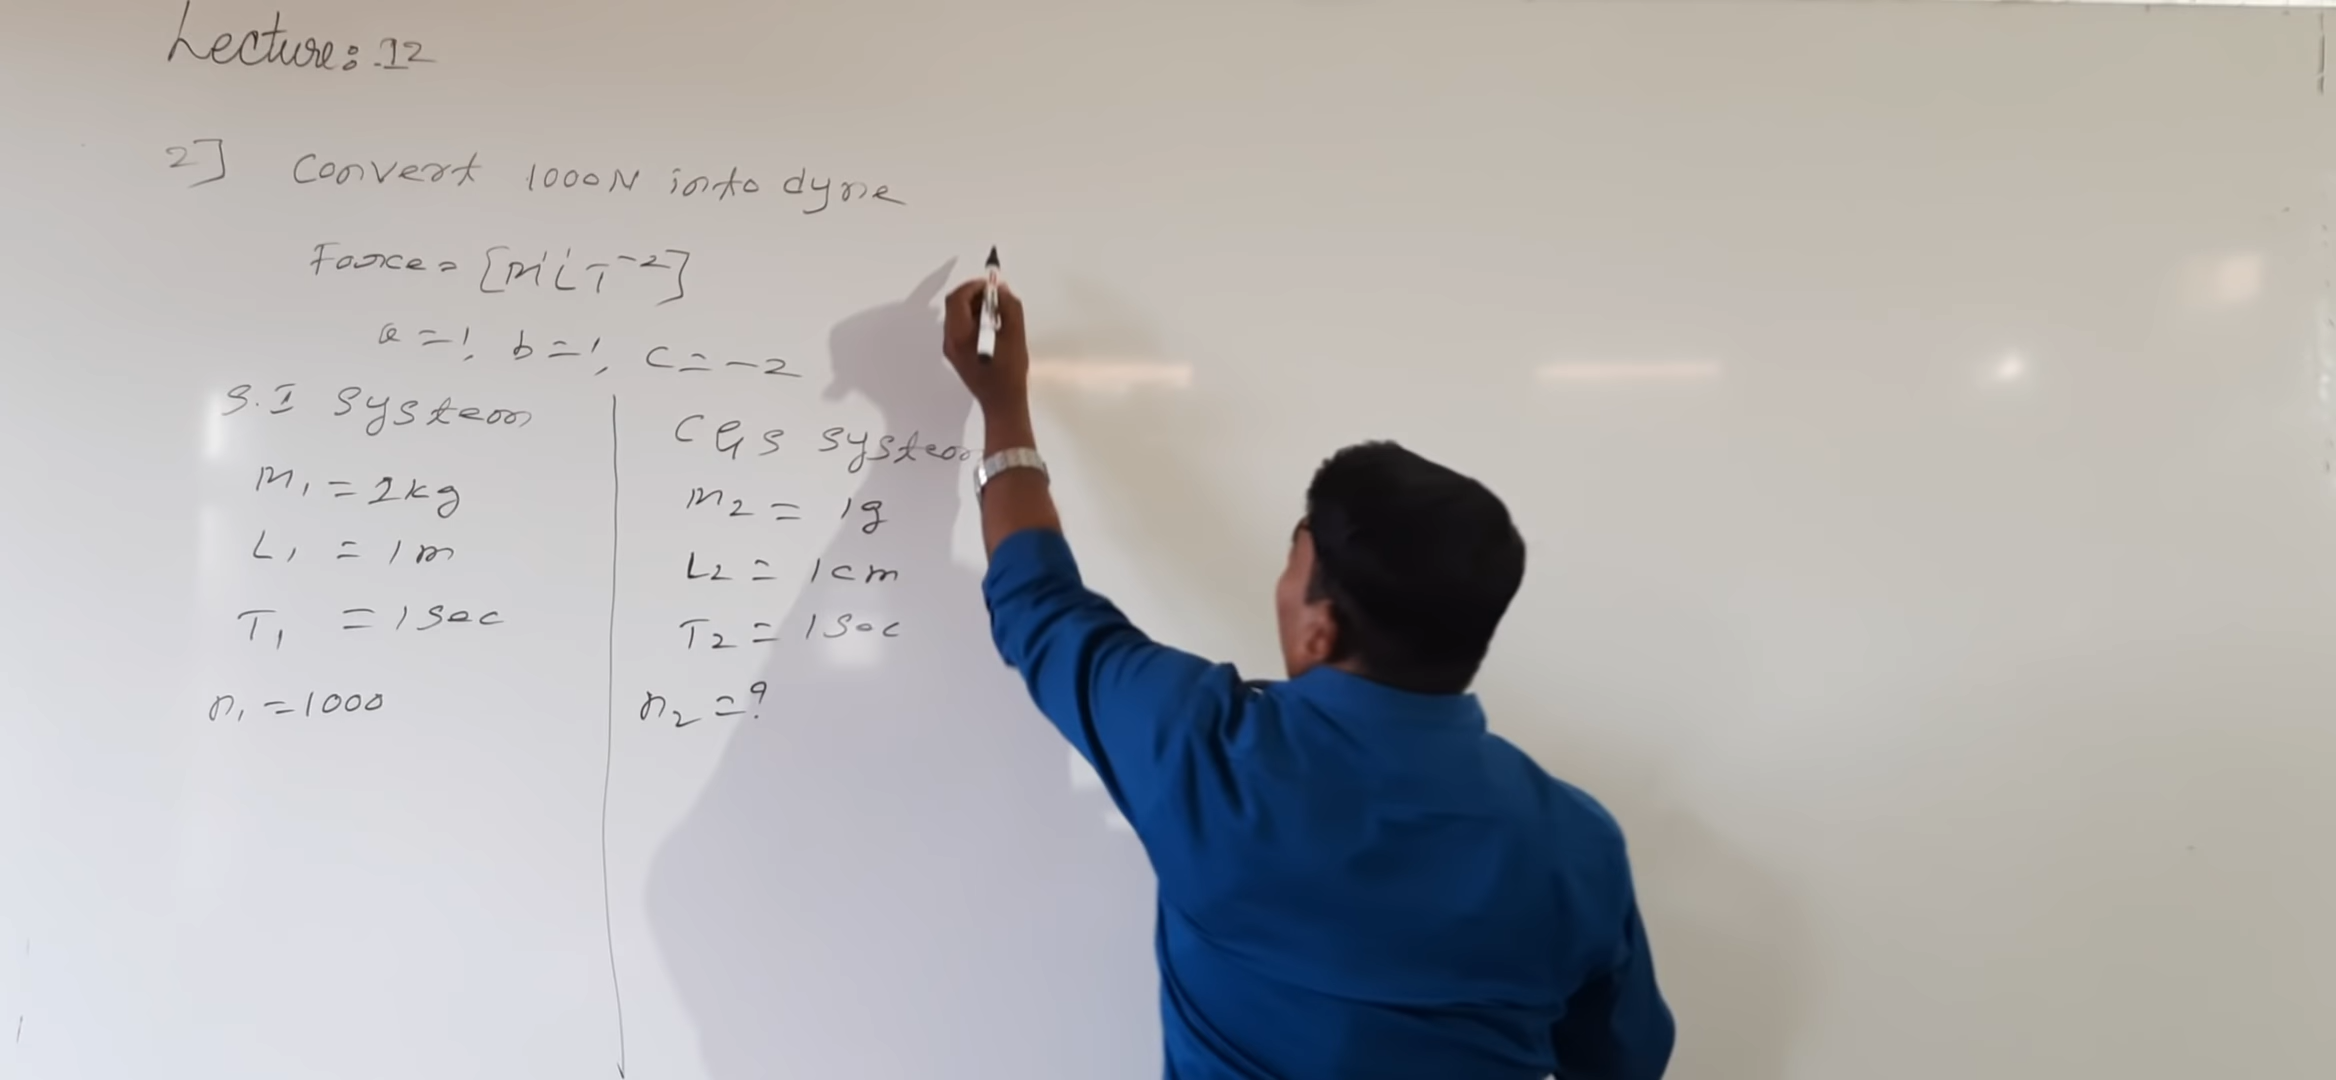 Lecture: 12
2] Convert 1000N into dyne
Force = [M¹L¹T⁻²]
a = 1, b = 1, c = -2
S.I System
M₁ = 1kg
L₁ = 1m
T₁ = 1Sec
n₁ = 1000
CGS System
M₂ = 1g
L₂ = 1cm
T₂ = 1Sec
n₂ = ?